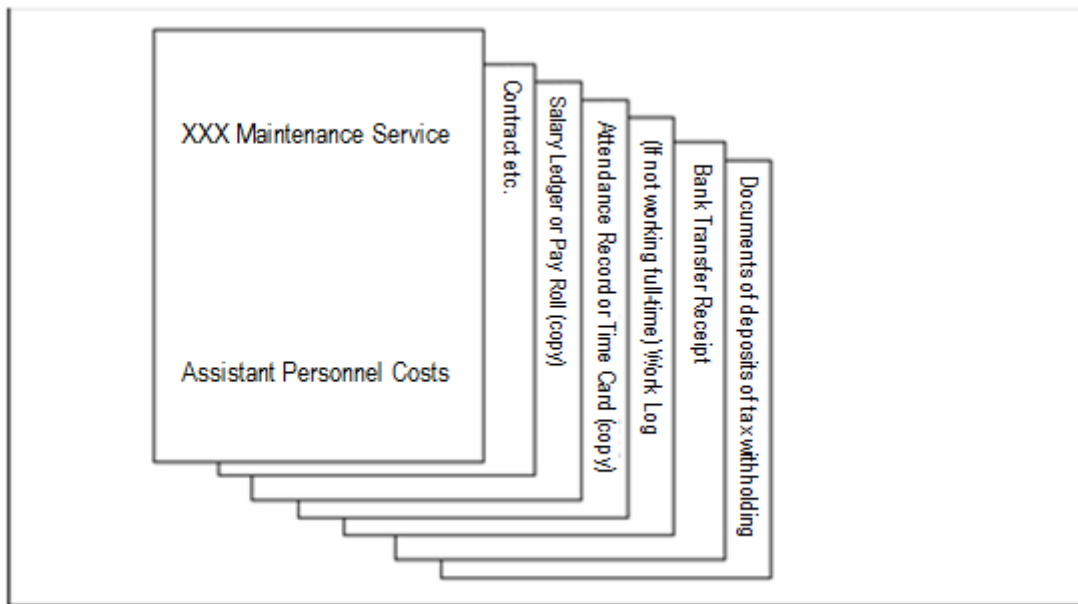 XXX Maintenance Service
Assistant Personnel Costs
Contract etc.
Salary Ledger or Pay Roll (copy)
Attendance Record or Time Card (copy)
(If not working full-time) Work Log
Bank Transfer Receipt
Documents of deposits of tax withholding